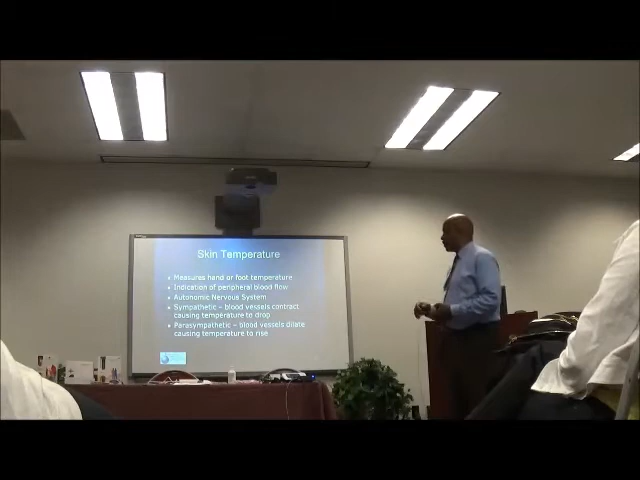 Skin Temperature
• Measures hand or foot temperature
• Indication of peripheral blood flow
• Autonomic Nervous System
• Sympathetic – blood vessels contract
causing temperature to drop
• Parasympathetic – blood vessels dilate
causing temperature to rise